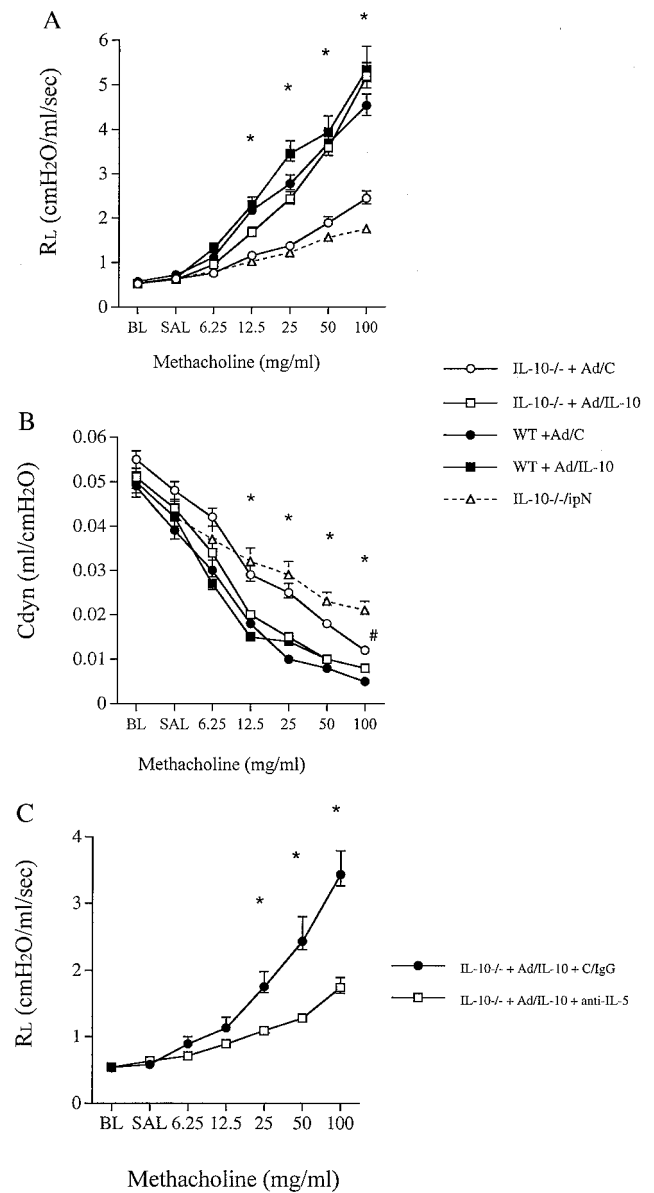 A
*
*
*
*
6
5
4
3
2
1
0
RL (cmH2O/ml/sec)
BL SAL 6.25 12.5 25 50 100
Methacholine (mg/ml)
IL-10-/- + Ad/C
IL-10-/- + Ad/IL-10
WT +Ad/C
WT + Ad/IL-10
IL-10-/-/ipN
B
0.06
0.05
0.04
0.03
0.02
0.01
0
Cdyn (ml/cmH2O)
* * * *
#
BL SAL 6.25 12.5 25 50 100
Methacholine (mg/ml)
C
*
*
*
4
3
2
1
0
RL (cmH2O/ml/sec)
BL SAL 6.25 12.5 25 50 100
Methacholine (mg/ml)
IL-10-/- + Ad/IL-10 + C/IgG
IL-10-/- + Ad/IL-10 + anti-IL-5